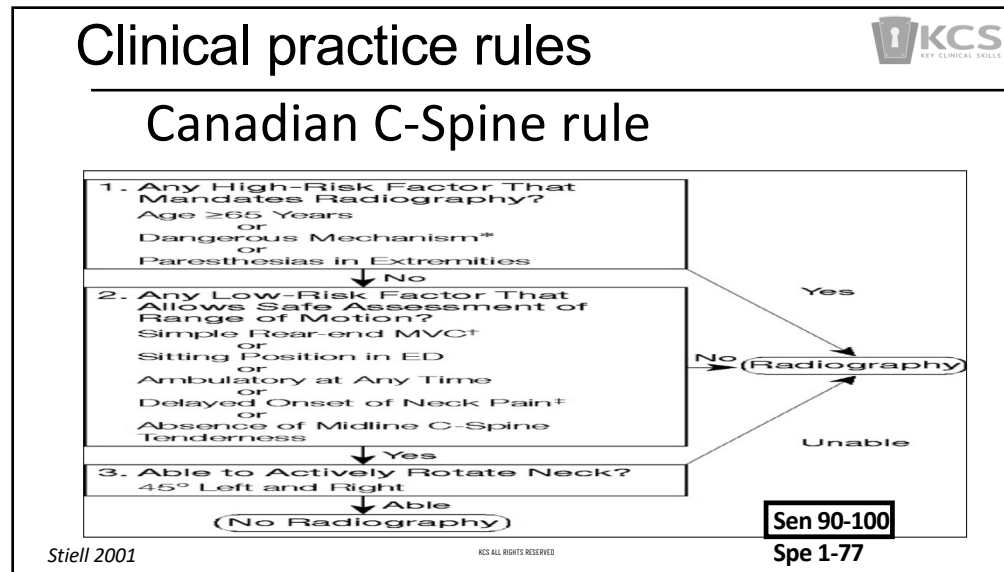 Clinical practice rules
KCS
KEY CLINICAL SKILLS
Canadian C-Spine rule
1. Any High-Risk Factor That
Mandates Radiography?
Age ≥65 Years
or
Dangerous Mechanism*
or
Paresthesias in Extremities
No
Yes
2. Any Low-Risk Factor That
Allows Safe Assessment of
Range of Motion?
Simple Rear-end MVC†
or
Sitting Position in ED
or
Ambulatory at Any Time
or
Delayed Onset of Neck Pain‡
or
Absence of Midline C-Spine
Tenderness
No
(Radiography)
Yes
Unable
3. Able to Actively Rotate Neck?
45° Left and Right
Able
(No Radiography)
Sen 90-100
Spe 1-77
Stiell 2001
KCS ALL RIGHTS RESERVED